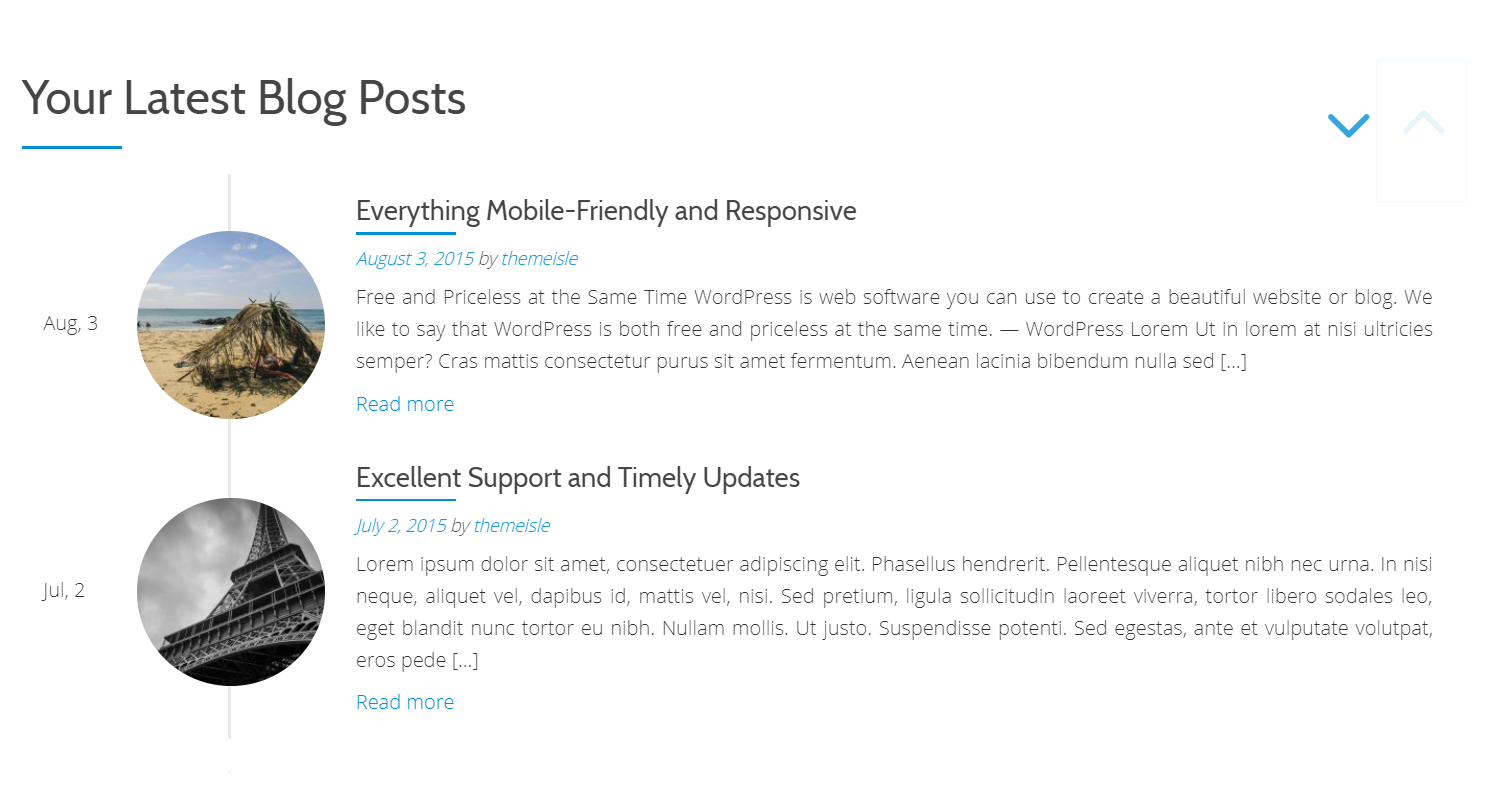 Your Latest Blog Posts
Everything Mobile-Friendly and Responsive
August 3, 2015 by themeisle
Aug, 3
Free and Priceless at the Same Time WordPress is web software you can use to create a beautiful website or blog. We
like to say that WordPress is both free and priceless at the same time. — WordPress Lorem Ut in lorem at nisi ultricies
semper? Cras mattis consectetur purus sit amet fermentum. Aenean lacinia bibendum nulla sed [...]
Read more
Excellent Support and Timely Updates
July 2, 2015 by themeisle
Jul, 2
Lorem ipsum dolor sit amet, consectetuer adipiscing elit. Phasellus hendrerit. Pellentesque aliquet nibh nec urna. In nisi
neque, aliquet vel, dapibus id, mattis vel, nisi. Sed pretium, ligula sollicitudin laoreet viverra, tortor libero sodales leo,
eget blandit nunc tortor eu nibh. Nullam mollis. Ut justo. Suspendisse potenti. Sed egestas, ante et vulputate volutpat,
eros pede [...]
Read more